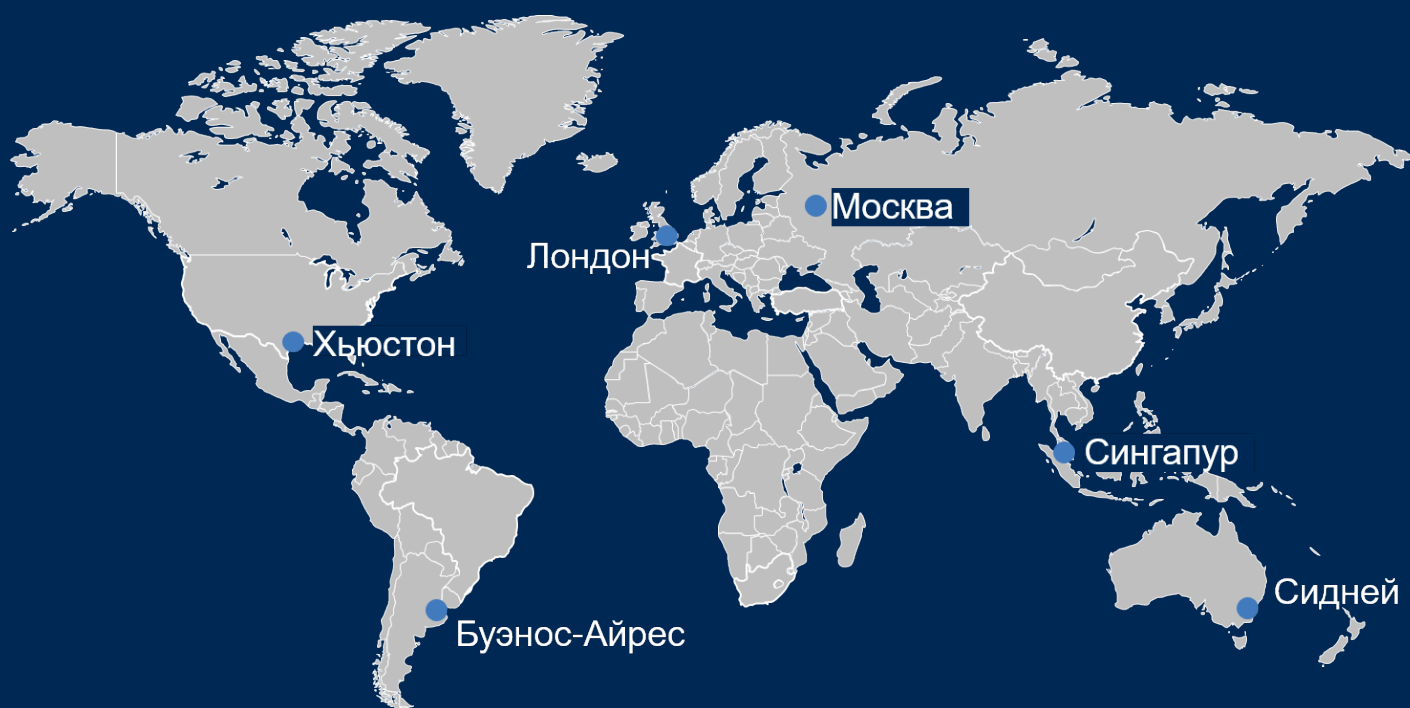 Москва
Лондон
Хьюстон
Сингапур
Сидней
Буэнос-Айрес